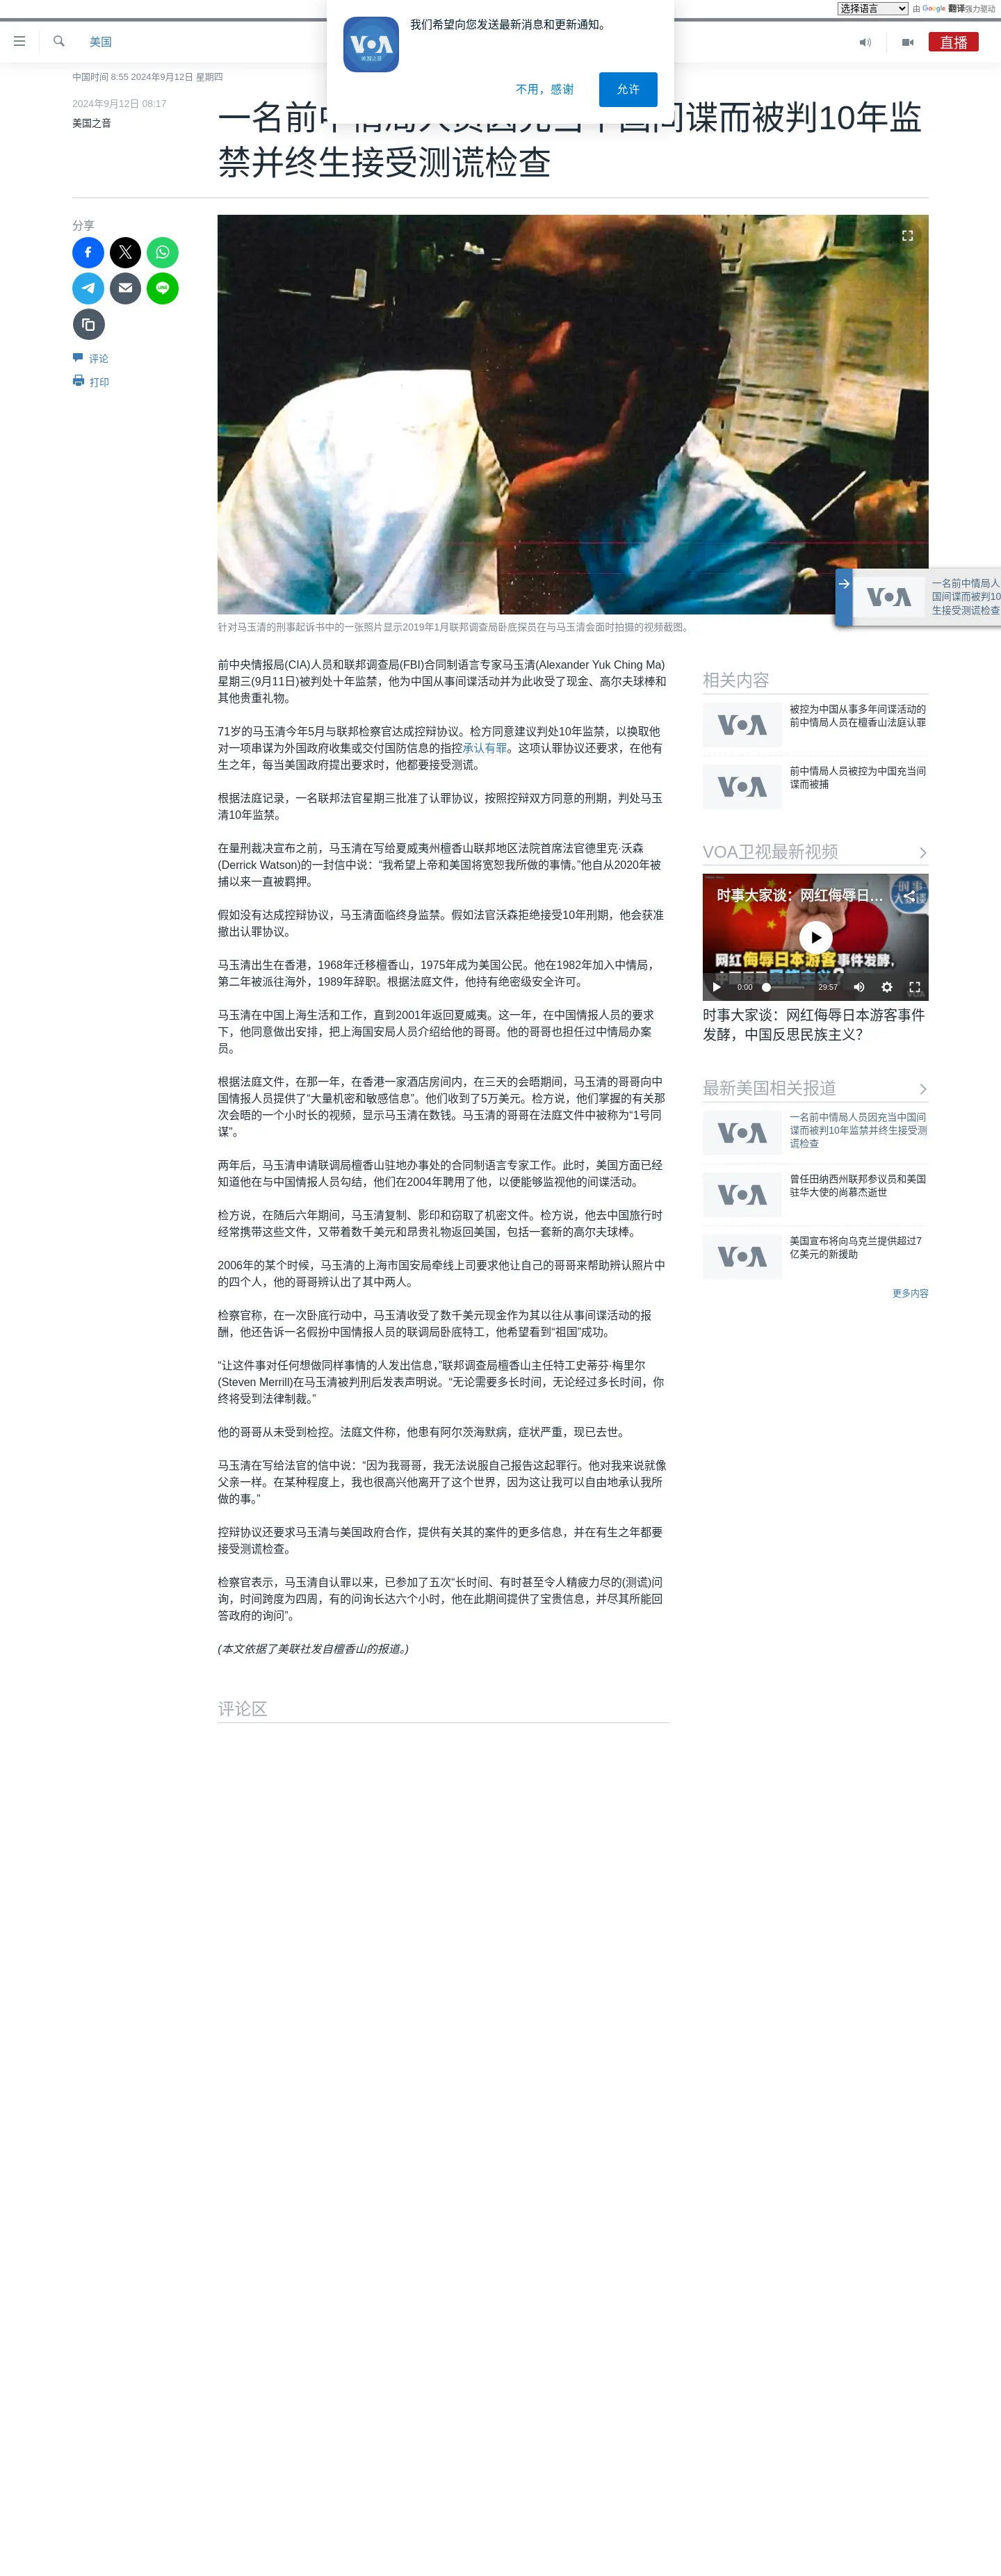 选择语言 由 Google 翻译强力驱动
我们希望向您发送最新消息和更新通知。
VOA
美国之音
不用，感谢 允许
美国
直播
中国时间 8:55 2024年9月12日 星期四
2024年9月12日 08:17
美国之音
一名前中情局人员因充当中国间谍而被判10年监
禁并终生接受测谎检查
分享
评论
打印
VOA
一名前中情局人
国间谍而被判10
生接受测谎检查
针对马玉清的刑事起诉书中的一张照片显示2019年1月联邦调查局卧底探员在与马玉清会面时拍摄的视频截图。
前中央情报局(CIA)人员和联邦调查局(FBI)合同制语言专家马玉清(Alexander Yuk Ching Ma)
星期三(9月11日)被判处十年监禁，他为中国从事间谍活动并为此收受了现金、高尔夫球棒和
其他贵重礼物。
71岁的马玉清今年5月与联邦检察官达成控辩协议。检方同意建议判处10年监禁，以换取他
对一项串谋为外国政府收集或交付国防信息的指控承认有罪。这项认罪协议还要求，在他有
生之年，每当美国政府提出要求时，他都要接受测谎。
根据法庭记录，一名联邦法官星期三批准了认罪协议，按照控辩双方同意的刑期，判处马玉
清10年监禁。
在量刑裁决宣布之前，马玉清在写给夏威夷州檀香山联邦地区法院首席法官德里克·沃森
(Derrick Watson)的一封信中说：“我希望上帝和美国将宽恕我所做的事情。”他自从2020年被
捕以来一直被羁押。
假如没有达成控辩协议，马玉清面临终身监禁。假如法官沃森拒绝接受10年刑期，他会获准
撤出认罪协议。
马玉清出生在香港，1968年迁移檀香山，1975年成为美国公民。他在1982年加入中情局，
第二年被派往海外，1989年辞职。根据法庭文件，他持有绝密级安全许可。
马玉清在中国上海生活和工作，直到2001年返回夏威夷。这一年，在中国情报人员的要求
下，他同意做出安排，把上海国安局人员介绍给他的哥哥。他的哥哥也担任过中情局办案
员。
根据法庭文件，在那一年，在香港一家酒店房间内，在三天的会晤期间，马玉清的哥哥向中
国情报人员提供了“大量机密和敏感信息”。他们收到了5万美元。检方说，他们掌握的有关那
次会晤的一个小时长的视频，显示马玉清在数钱。马玉清的哥哥在法庭文件中被称为“1号同
谋”。
两年后，马玉清申请联调局檀香山驻地办事处的合同制语言专家工作。此时，美国方面已经
知道他在与中国情报人员勾结，他们在2004年聘用了他，以便能够监视他的间谍活动。
检方说，在随后六年期间，马玉清复制、影印和窃取了机密文件。检方说，他去中国旅行时
经常携带这些文件，又带着数千美元和昂贵礼物返回美国，包括一套新的高尔夫球棒。
2006年的某个时候，马玉清的上海市国安局牵线上司要求他让自己的哥哥来帮助辨认照片中
的四个人，他的哥哥辨认出了其中两人。
检察官称，在一次卧底行动中，马玉清收受了数千美元现金作为其以往从事间谍活动的报
酬，他还告诉一名假扮中国情报人员的联调局卧底特工，他希望看到“祖国”成功。
“让这件事对任何想做同样事情的人发出信息，”联邦调查局檀香山主任特工史蒂芬·梅里尔
(Steven Merrill)在马玉清被判刑后发表声明说。“无论需要多长时间，无论经过多长时间，你
终将受到法律制裁。”
他的哥哥从未受到检控。法庭文件称，他患有阿尔茨海默病，症状严重，现已去世。
马玉清在写给法官的信中说：“因为我哥哥，我无法说服自己报告这起罪行。他对我来说就像
父亲一样。在某种程度上，我也很高兴他离开了这个世界，因为这让我可以自由地承认我所
做的事。”
控辩协议还要求马玉清与美国政府合作，提供有关其的案件的更多信息，并在有生之年都要
接受测谎检查。
检察官表示，马玉清自认罪以来，已参加了五次“长时间、有时甚至令人精疲力尽的(测谎)问
询，时间跨度为四周，有的问询长达六个小时，他在此期间提供了宝贵信息，并尽其所能回
答政府的询问”。
(本文依据了美联社发自檀香山的报道。)
评论区
相关内容
VOA
被控为中国从事多年间谍活动的
前中情局人员在檀香山法庭认罪
VOA
前中情局人员被控为中国充当间
谍而被捕
VOA卫视最新视频
时事大家谈：网红侮辱日...
时事
大家谈
网红侮辱日本游客事件发酵，
中国反思民族主义？
0:00 29:57
时事大家谈：网红侮辱日本游客事件
发酵，中国反思民族主义？
最新美国相关报道
VOA
一名前中情局人员因充当中国间
谍而被判10年监禁并终生接受测
谎检查
VOA
曾任田纳西州联邦参议员和美国
驻华大使的尚慕杰逝世
VOA
美国宣布将向乌克兰提供超过7
亿美元的新援助
更多内容